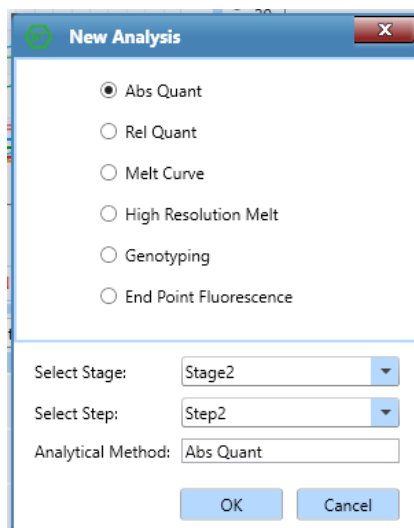 New Analysis
X
Abs Quant
Rel Quant
Melt Curve
High Resolution Melt
Genotyping
End Point Fluorescence
Select Stage: Stage2
Select Step: Step2
Analytical Method: Abs Quant
OK Cancel